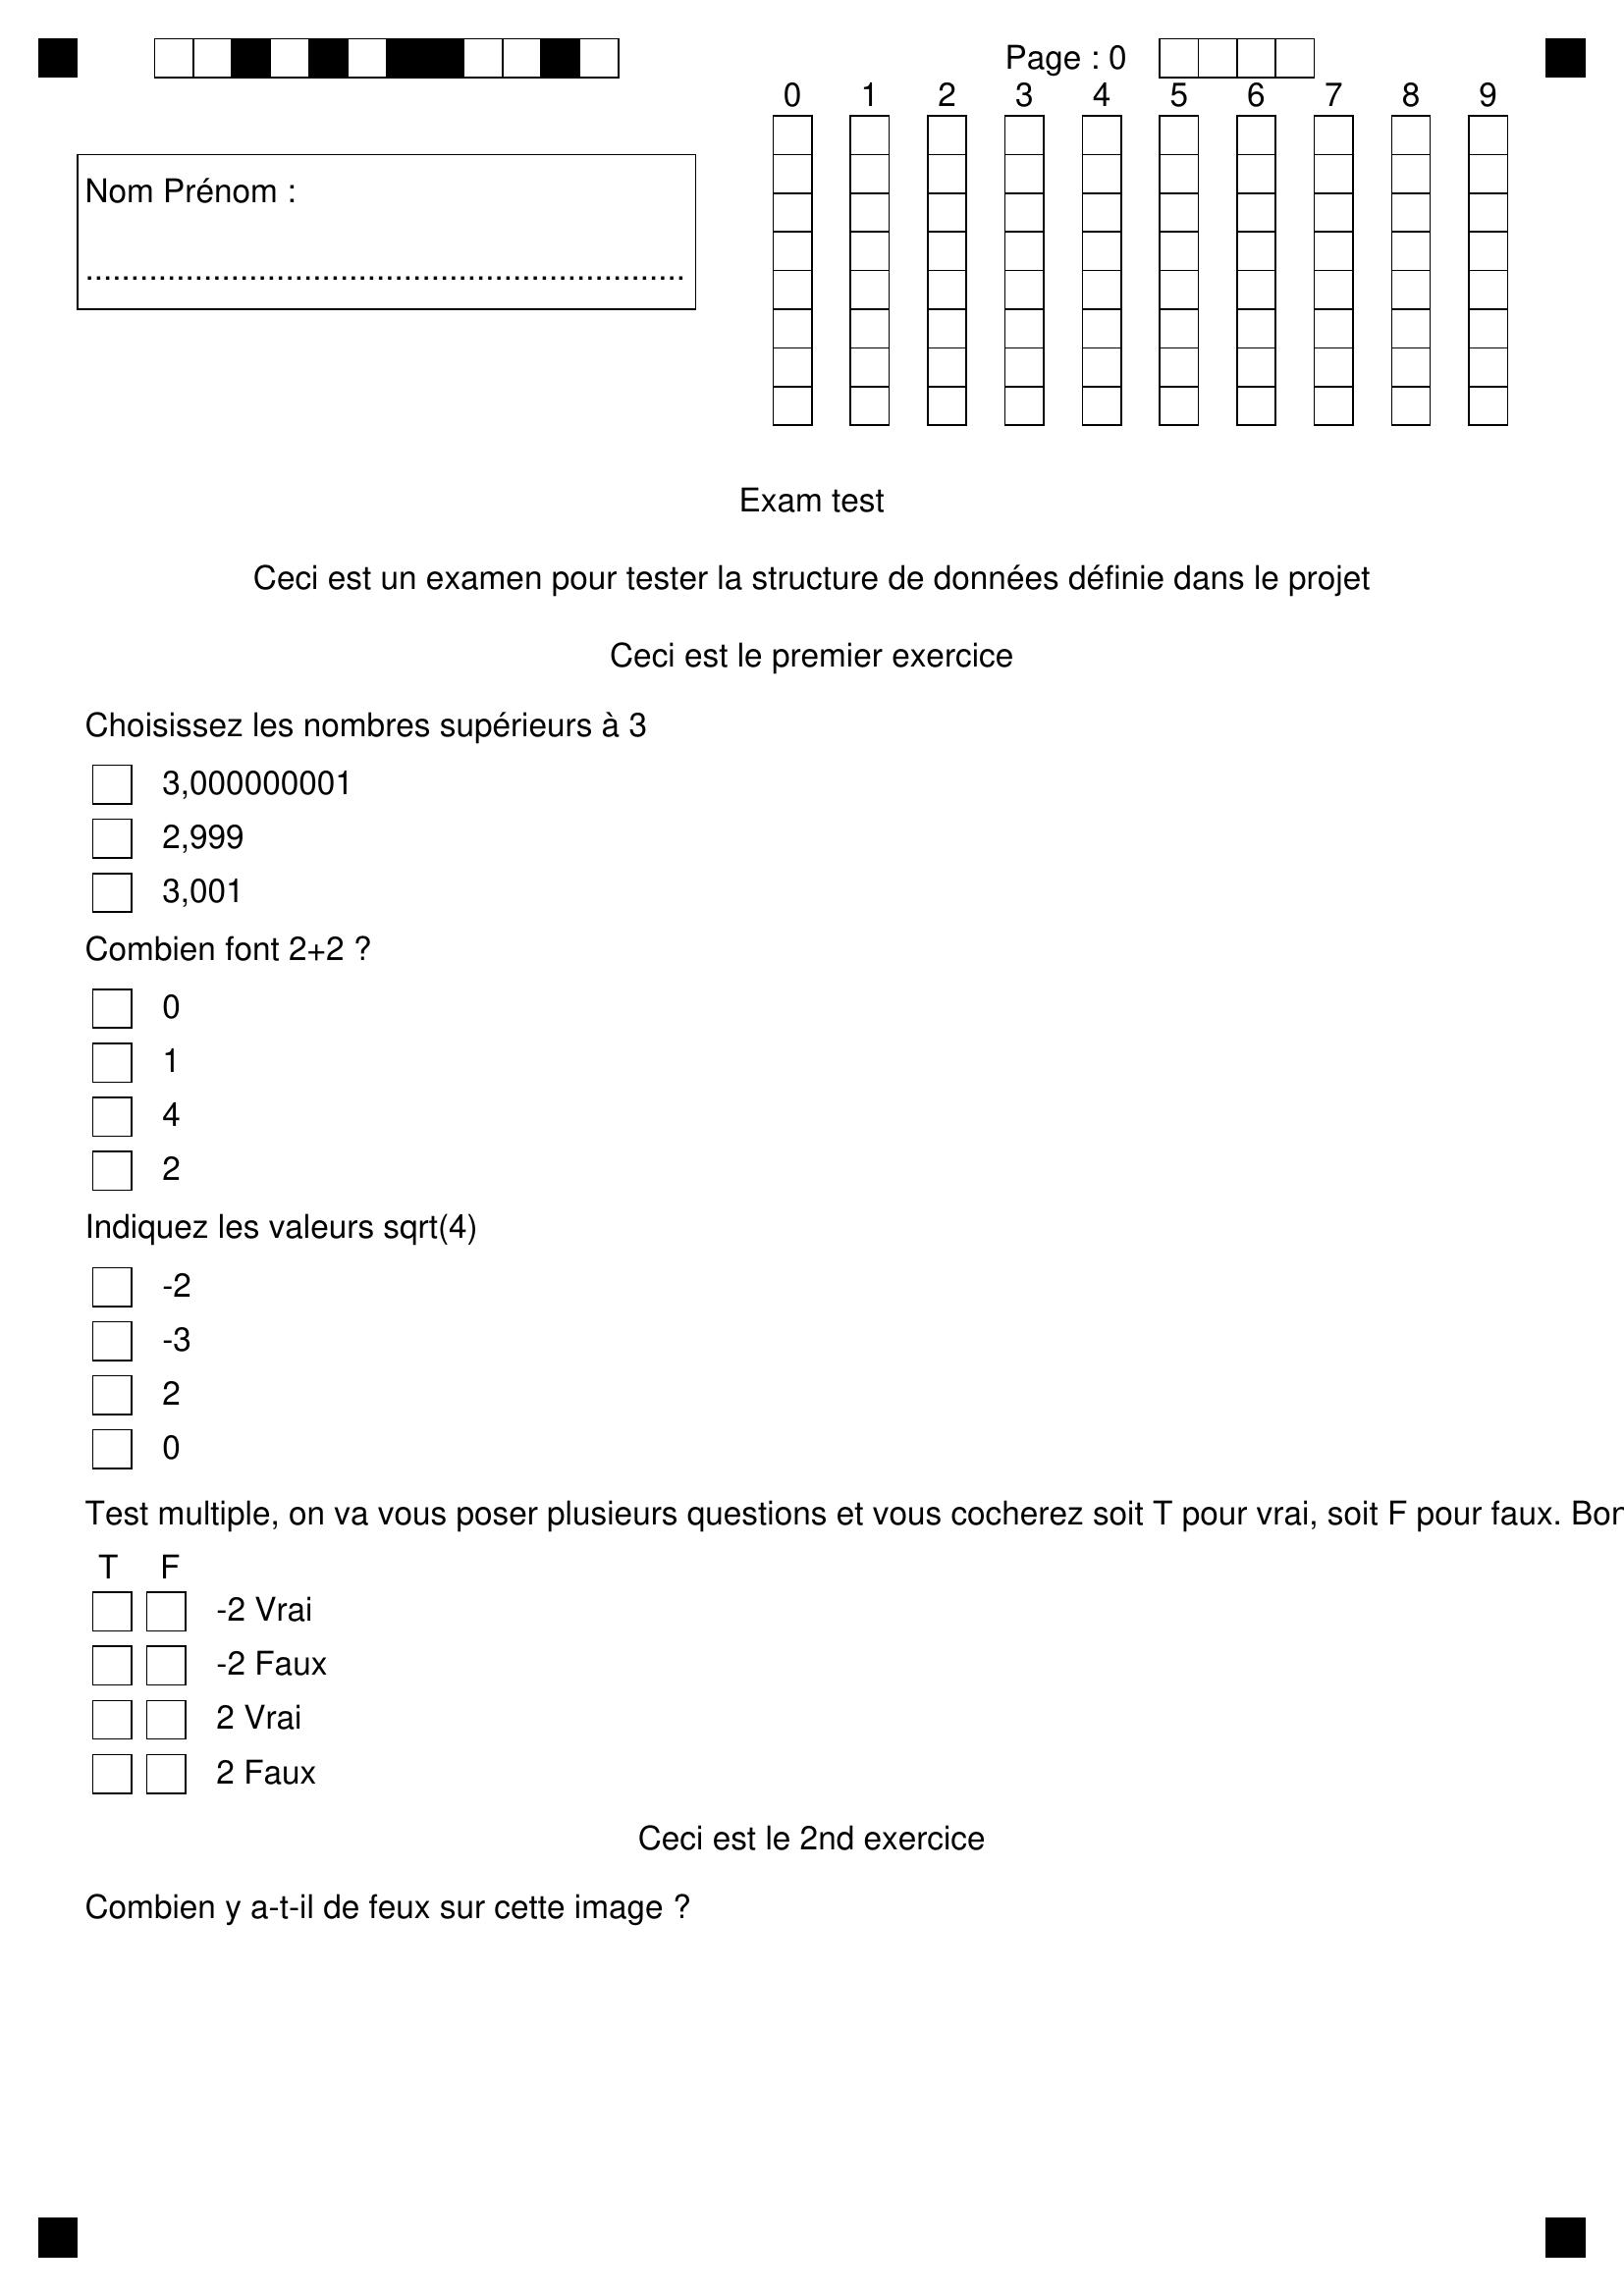 Page : 0
0 1 2 3 4 5 6 7 8 9
Nom Prénom :
..................................................................
Exam test
Ceci est un examen pour tester la structure de données définie dans le projet
Ceci est le premier exercice
Choisissez les nombres supérieurs à 3
3,000000001
2,999
3,001
Combien font 2+2 ?
0
1
4
2
Indiquez les valeurs sqrt(4)
-2
-3
2
0
Test multiple, on va vous poser plusieurs questions et vous cocherez soit T pour vrai, soit F pour faux. Bon
T F
-2 Vrai
-2 Faux
2 Vrai
2 Faux
Ceci est le 2nd exercice
Combien y a-t-il de feux sur cette image ?